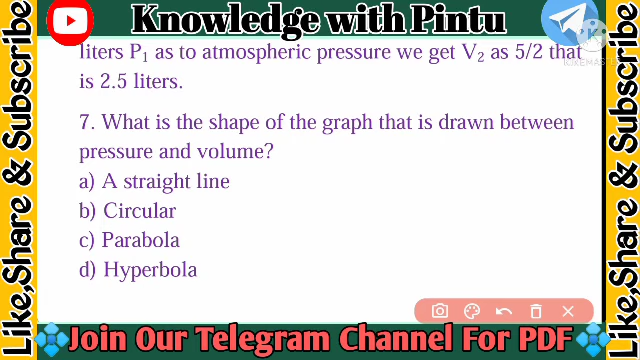 Knowledge with Pintu
liters P₁ as to atmospheric pressure we get V₂ as 5/2 that
is 2.5 liters.
KINEMASTER
7. What is the shape of the graph that is drawn between
pressure and volume?
a) A straight line
b) Circular
c) Parabola
d) Hyperbola
Like,Share & Subscribe
Like,Share & Subscribe
Join Our Telegram Channel For PDF